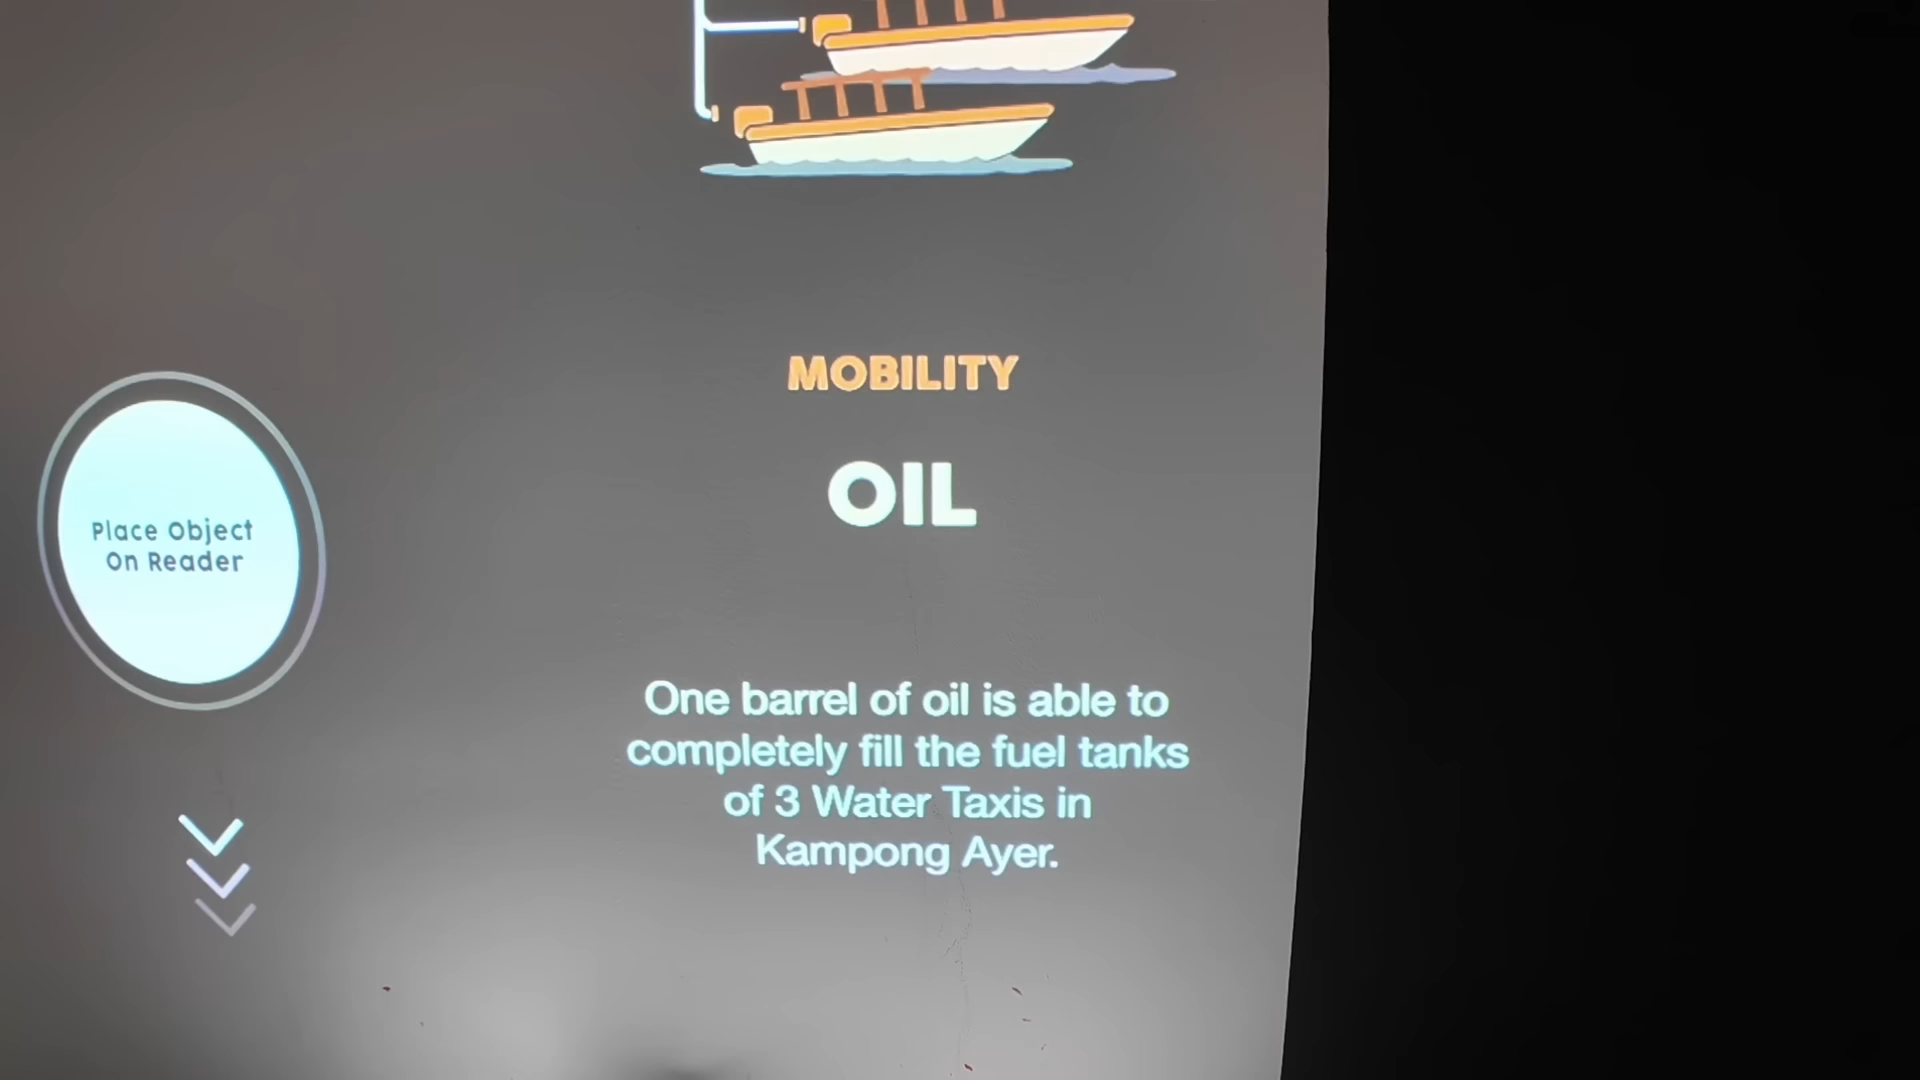 Place Object
On Reader
MOBILITY
OIL
One barrel of oil is able to
completely fill the fuel tanks
of 3 Water Taxis in
Kampong Ayer.